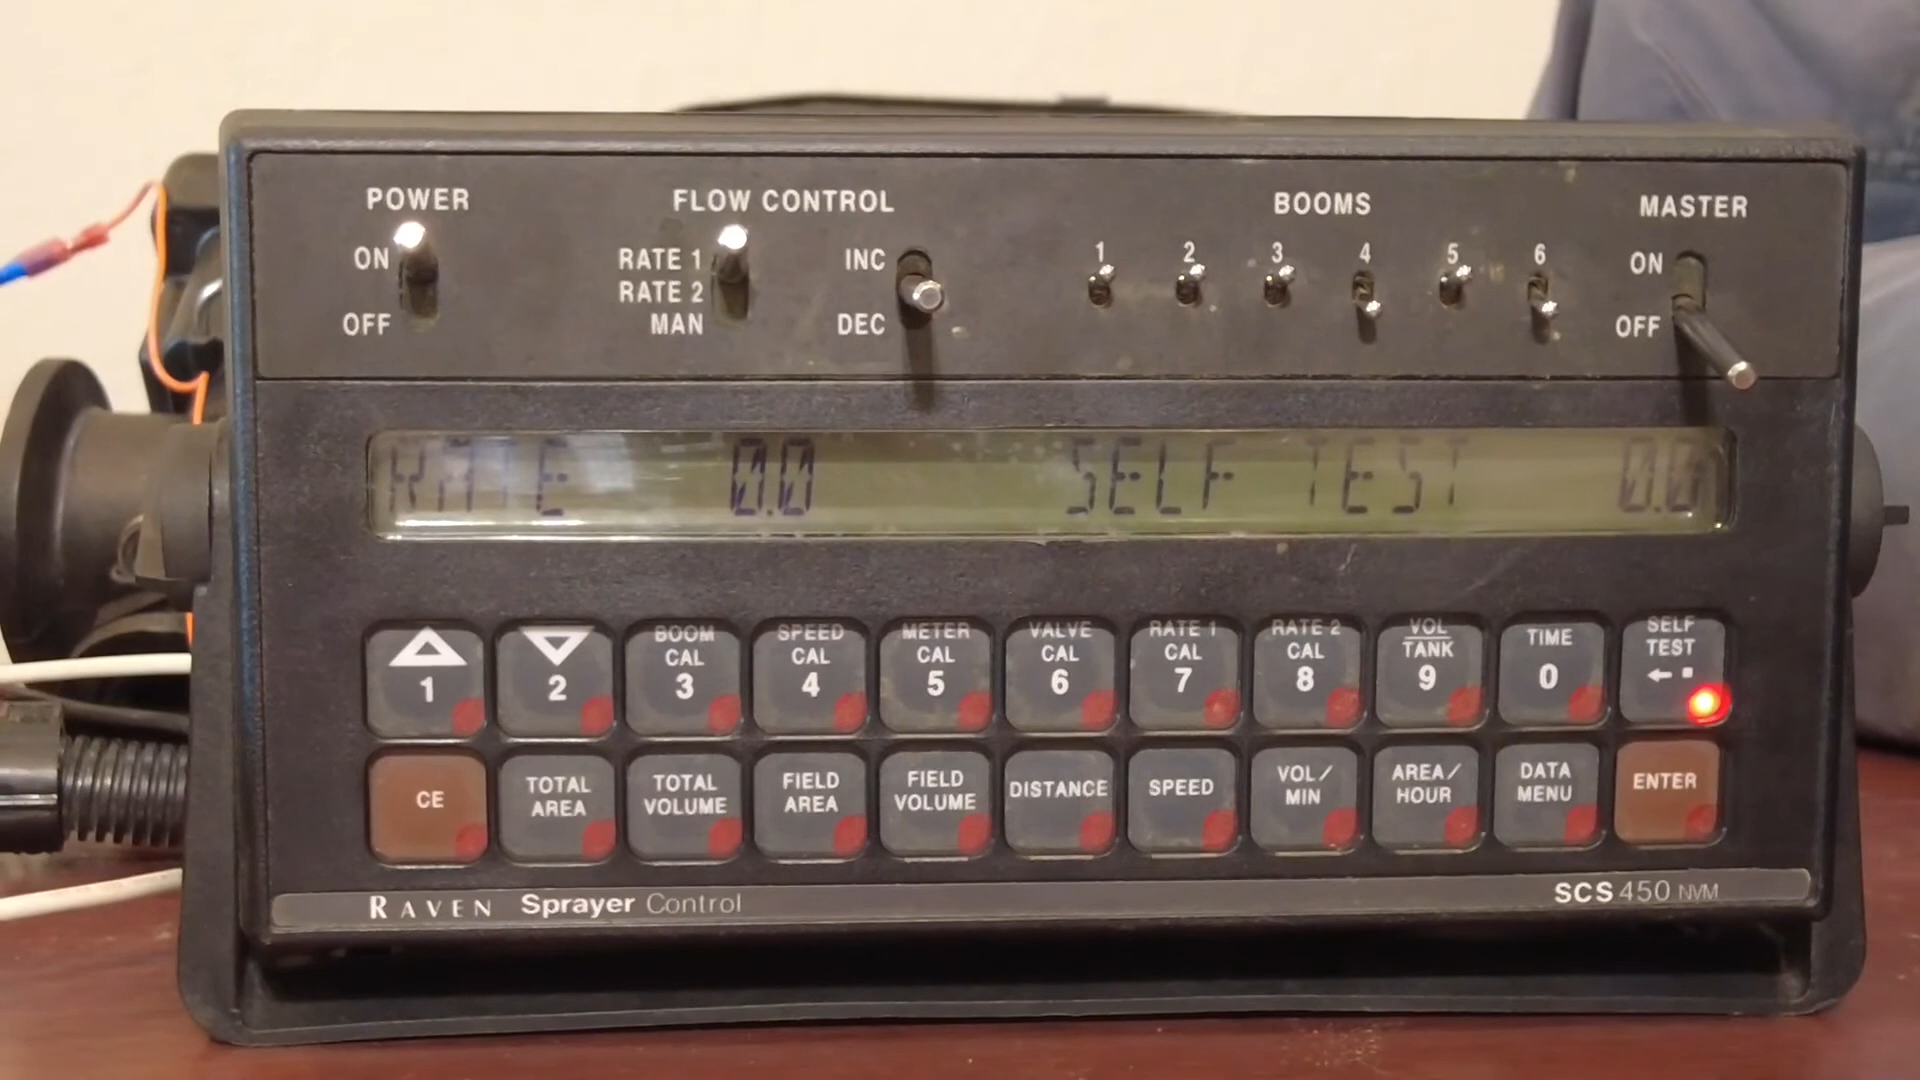 POWER
ON
OFF
FLOW CONTROL
RATE 1
RATE 2
MAN
INC
DEC
BOOMS
1 2 3 4 5 6
MASTER
ON
OFF
RATE 0.0 SELF TEST 0.0
1
2
BOOM
CAL
3
SPEED
CAL
4
METER
CAL
5
VALVE
CAL
6
RATE 1
CAL
7
RATE 2
CAL
8
VOL
TANK
9
TIME
0
SELF
TEST
CE
TOTAL
AREA
TOTAL
VOLUME
FIELD
AREA
FIELD
VOLUME
DISTANCE
SPEED
VOL/
MIN
AREA/
HOUR
DATA
MENU
ENTER
RAVEN Sprayer Control
SCS 450 NVM